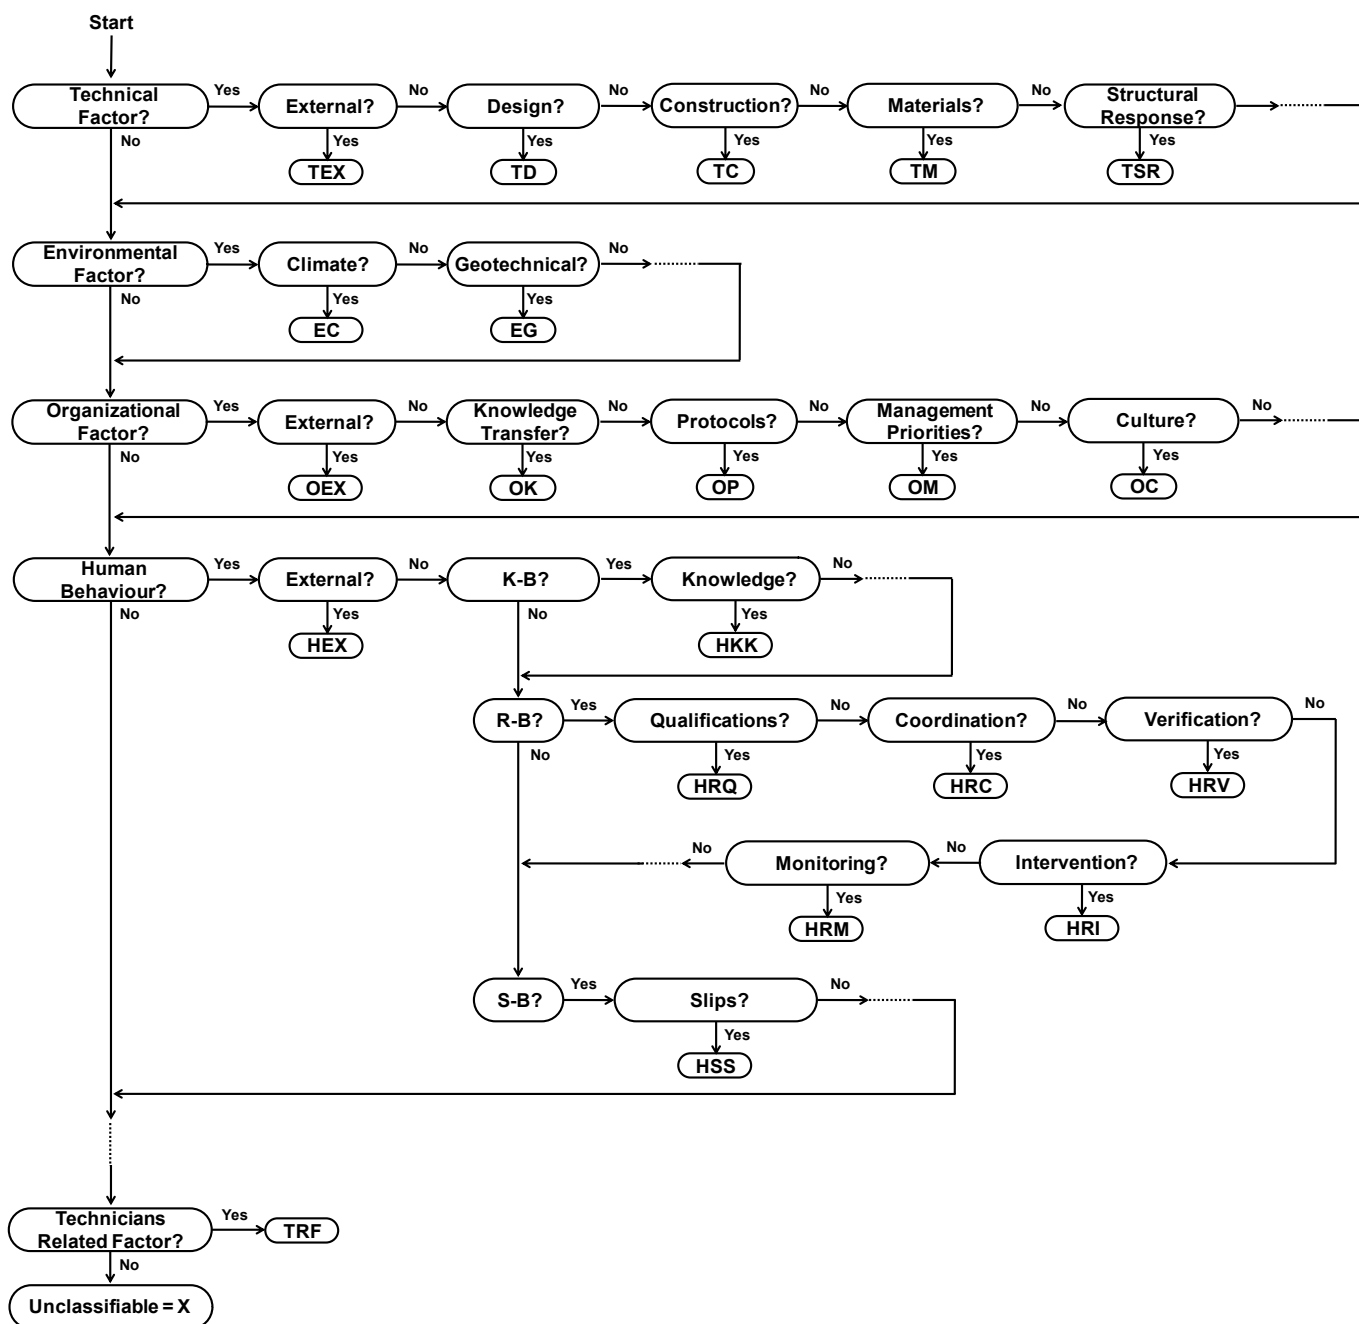 Start
Technical
Factor?
Yes
External?
No
Design?
No
Construction?
No
Materials?
No
Structural
Response?
No
Yes
Yes
Yes
Yes
Yes
TEX
TD
TC
TM
TSR
Environmental
Factor?
Yes
Climate?
No
Geotechnical?
No
No
Yes
Yes
EC
EG
Organizational
Factor?
Yes
External?
No
Knowledge
Transfer?
No
Protocols?
No
Management
Priorities?
No
Culture?
No
No
Yes
Yes
Yes
Yes
Yes
OEX
OK
OP
OM
OC
Human
Behaviour?
Yes
External?
No
K-B?
Yes
Knowledge?
No
No
Yes
No
Yes
HEX
HKK
R-B?
Yes
Qualifications?
No
Coordination?
No
Verification?
No
No
Yes
Yes
Yes
HRQ
HRC
HRV
No
Monitoring?
No
Intervention?
Yes
Yes
HRM
HRI
S-B?
Yes
Slips?
No
Yes
HSS
Technicians
Related Factor?
Yes
TRF
No
Unclassifiable = X